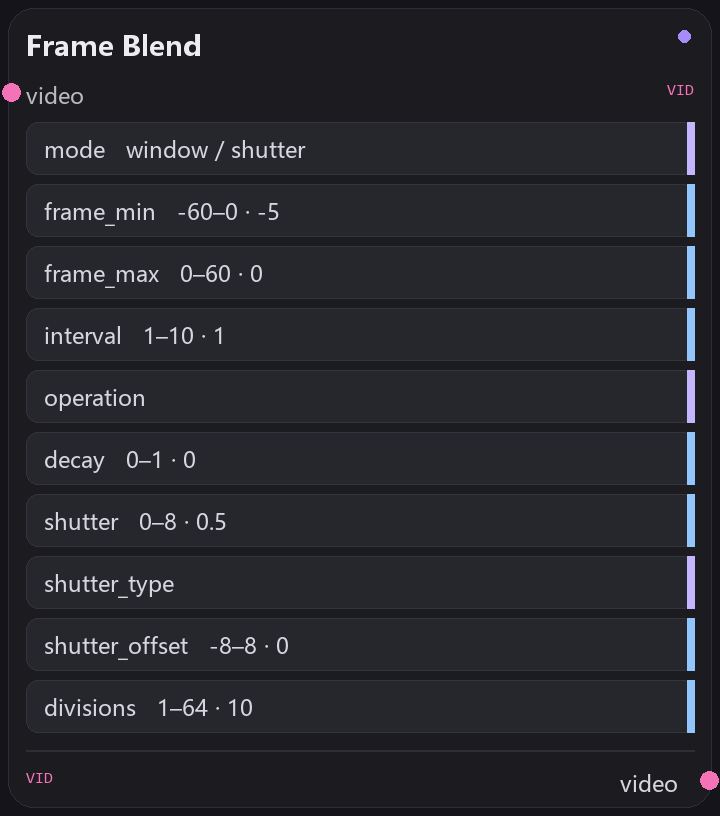 Frame Blend
video VID
mode window / shutter
frame_min -60–0 · -5
frame_max 0–60 · 0
interval 1–10 · 1
operation
decay 0–1 · 0
shutter 0–8 · 0.5
shutter_type
shutter_offset -8–8 · 0
divisions 1–64 · 10
VID video